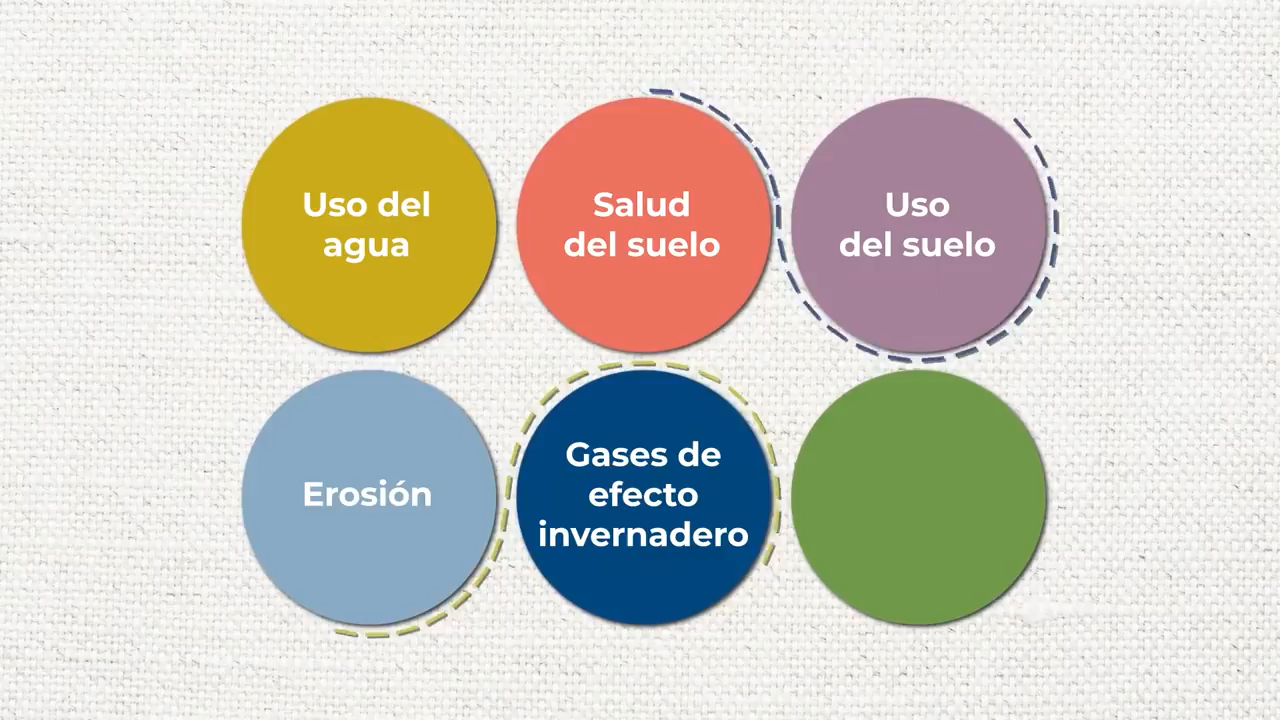 Uso del
agua
Salud
del suelo
Uso
del suelo
Erosión
Gases de
efecto
invernadero